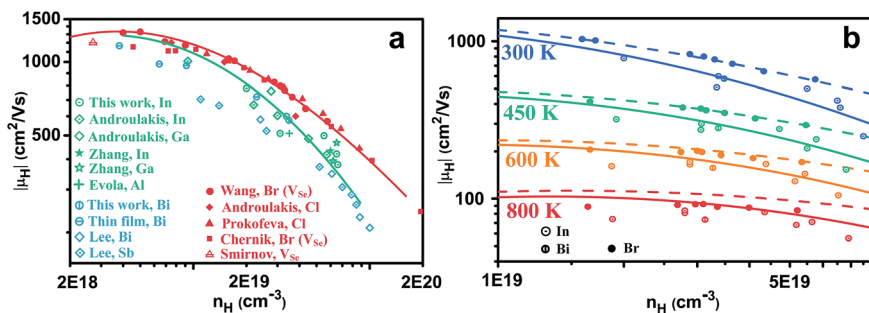 1500
1000
500
|μH| (cm²/Vs)
a
This work, In
Androulakis, In
Androulakis, Ga
Zhang, In
Zhang, Ga
Evola, Al
This work, Bi
Thin film, Bi
Lee, Bi
Lee, Sb
Wang, Br (VSe)
Androulakis, Cl
Prokofeva, Cl
Chernik, Br (VSe)
Smirnov, VSe
2E18
2E19
2E20
nH (cm⁻³)
b
1000
100
|μH| (cm²/Vs)
300 K
450 K
600 K
800 K
In
Bi
Br
1E19
5E19
nH (cm⁻³)